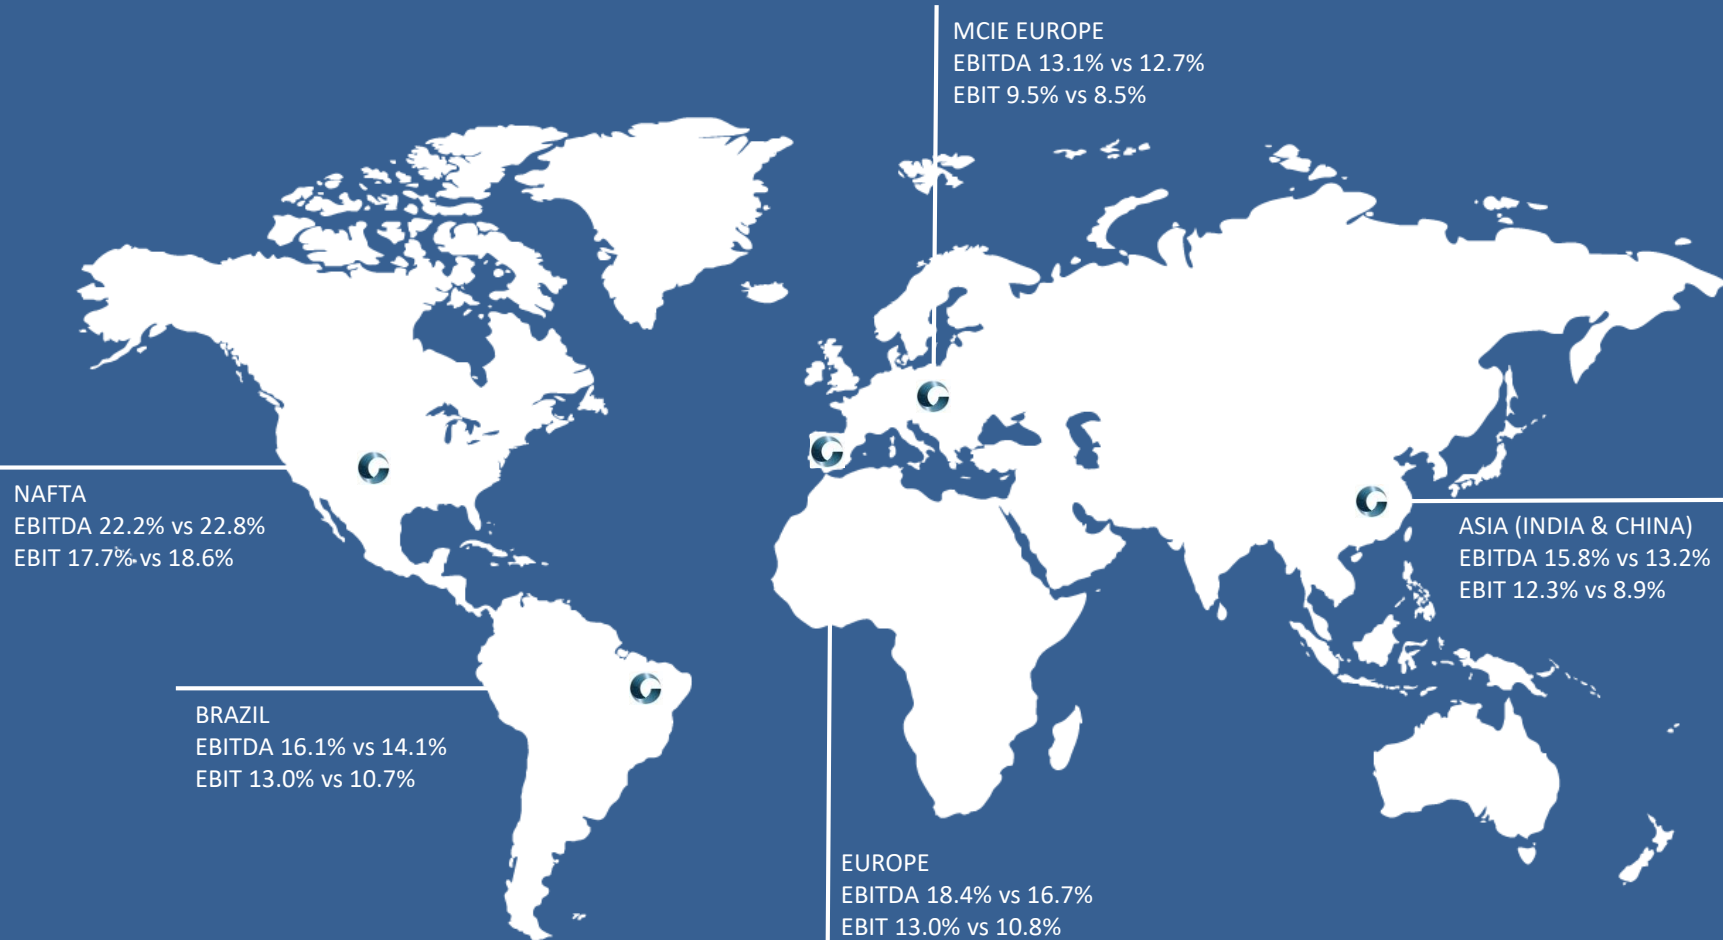 MCIE EUROPE
EBITDA 13.1% vs 12.7%
EBIT 9.5% vs 8.5%
NAFTA
EBITDA 22.2% vs 22.8%
EBIT 17.7% vs 18.6%
ASIA (INDIA & CHINA)
EBITDA 15.8% vs 13.2%
EBIT 12.3% vs 8.9%
BRAZIL
EBITDA 16.1% vs 14.1%
EBIT 13.0% vs 10.7%
EUROPE
EBITDA 18.4% vs 16.7%
EBIT 13.0% vs 10.8%